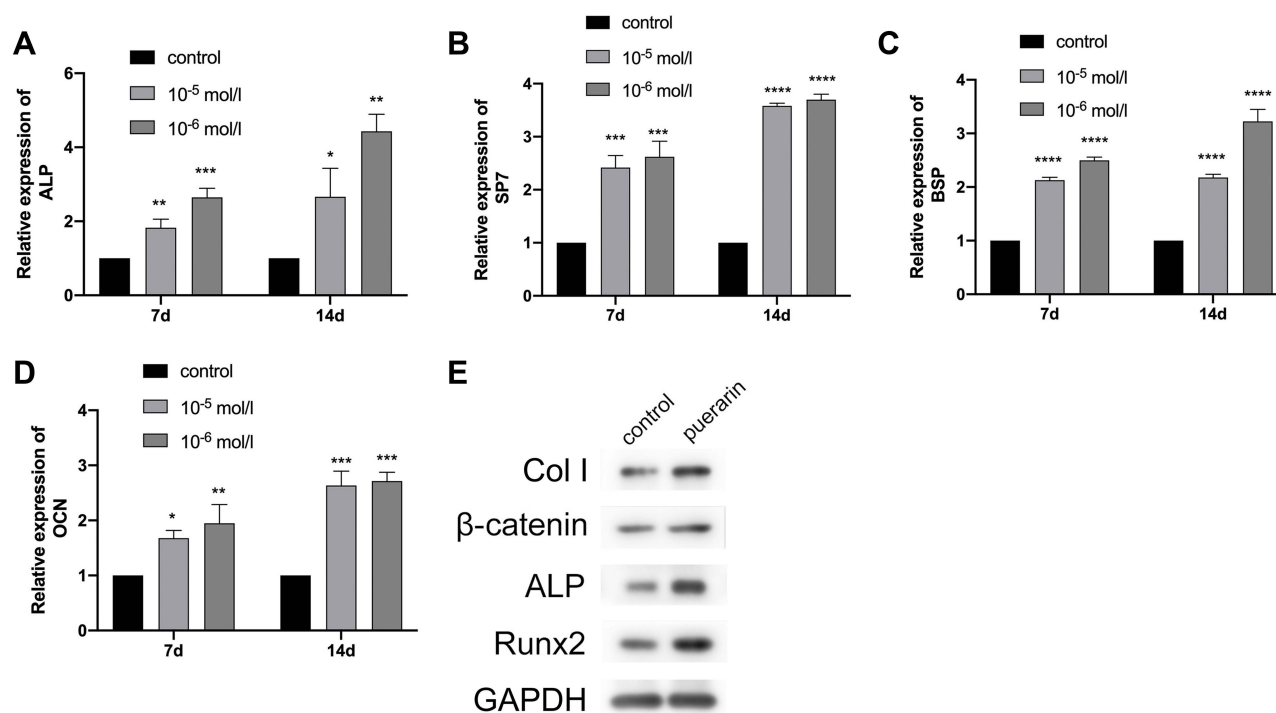 A
control
10-5 mol/l
10-6 mol/l
Relative expression of
ALP
6
4
2
0
**
***
*
**
7d
14d
B
control
10-5 mol/l
10-6 mol/l
Relative expression of
SP7
4
3
2
1
0
***
***
****
****
7d
14d
C
control
10-5 mol/l
10-6 mol/l
Relative expression of
BSP
4
3
2
1
0
****
****
****
****
7d
14d
D
control
10-5 mol/l
10-6 mol/l
Relative expression of
OCN
4
3
2
1
0
*
**
***
***
7d
14d
E
control
puerarin
Col I
β-catenin
ALP
Runx2
GAPDH